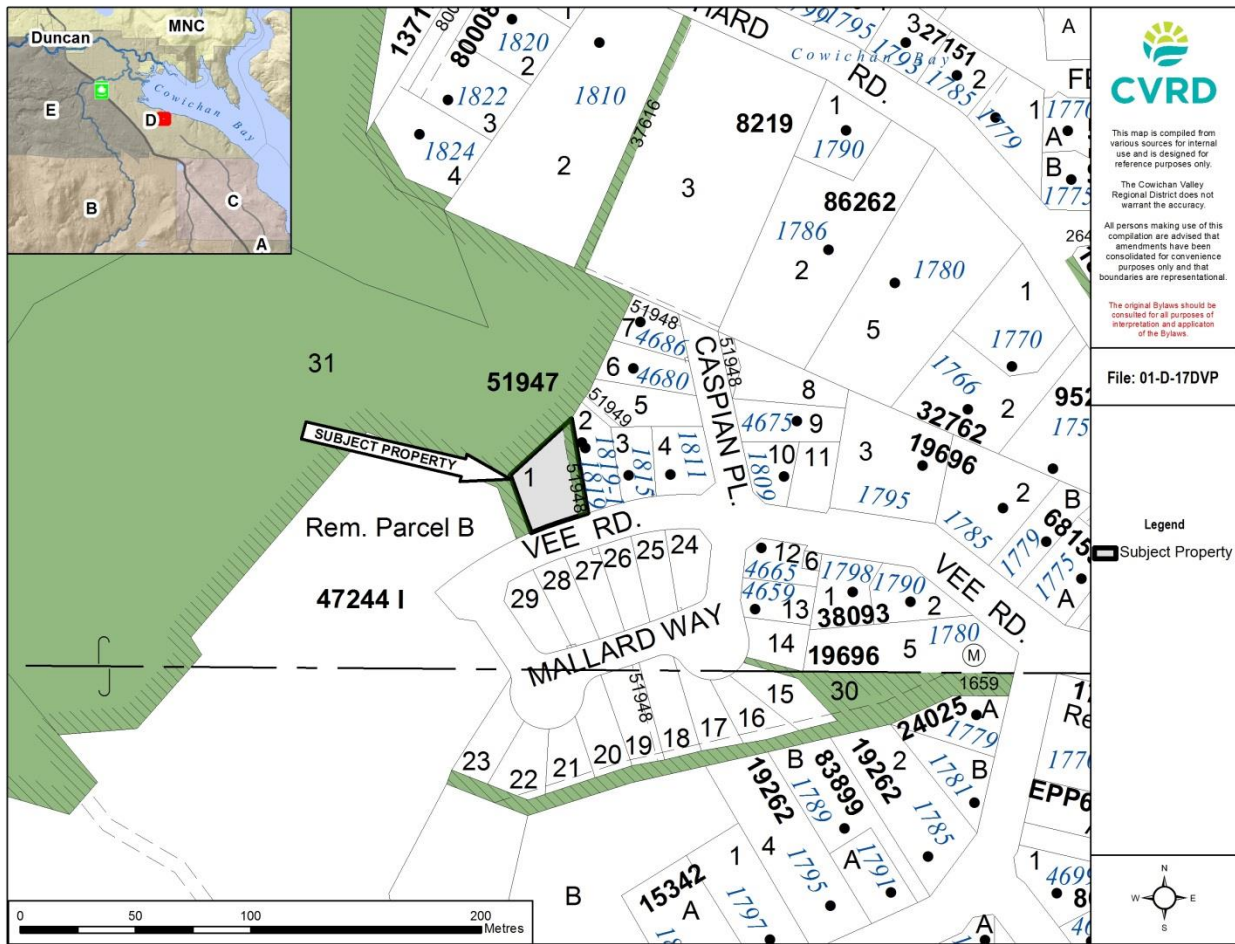 Duncan
MNC
E
D
Cowichan Bay
B
C
A
1371
800
80008
1820
2
1822
3
1824
4
1810
2
37616
HARD
RD.
1799
1795
3
1793
27151
Cowichan Bay
2
1785
1
1779
A
FE
1770
A
B
1775
264
8219
3
1
1790
86262
1786
2
1780
5
1
1770
1766
2
32762
952
175
31
51947
51948
7
4686
6
4680
51949
5
CASPIAN PL.
51948
8
4675
9
10
11
1809
3
1795
19696
2
1785
B
1779
6815
1775
A
SUBJECT PROPERTY
1
51948
2
1819-1
1819
3
1815
4
1811
Rem. Parcel B
47244 I
VEE RD.
29
28
27
26
25
24
MALLARD WAY
12
6
4665
4659
13
14
1798
1
38093
1790
2
VEE RD.
19696
5
1780
M
1659
30
15
16
17
18
19
51948
20
21
22
23
24025
A
1779
B
1781
19262
B
1789
83899
19262
2
1785
A
1791
4
1795
1
15342
A
1797
B
EPP6
1
4699
A
0 50 100 200
Metres
CVRD
This map is compiled from
various sources for internal
use and is designed for
reference purposes only.
The Cowichan Valley
Regional District does not
warrant the accuracy.
All persons making use of this
compilation are advised that
amendments have been
consolidated for convenience
purposes only and that
boundaries are representational.
The original Bylaws should be
consulted for all purposes of
interpretation and applicaton
of the Bylaws.
File: 01-D-17DVP
Legend
Subject Property
N
W E
S